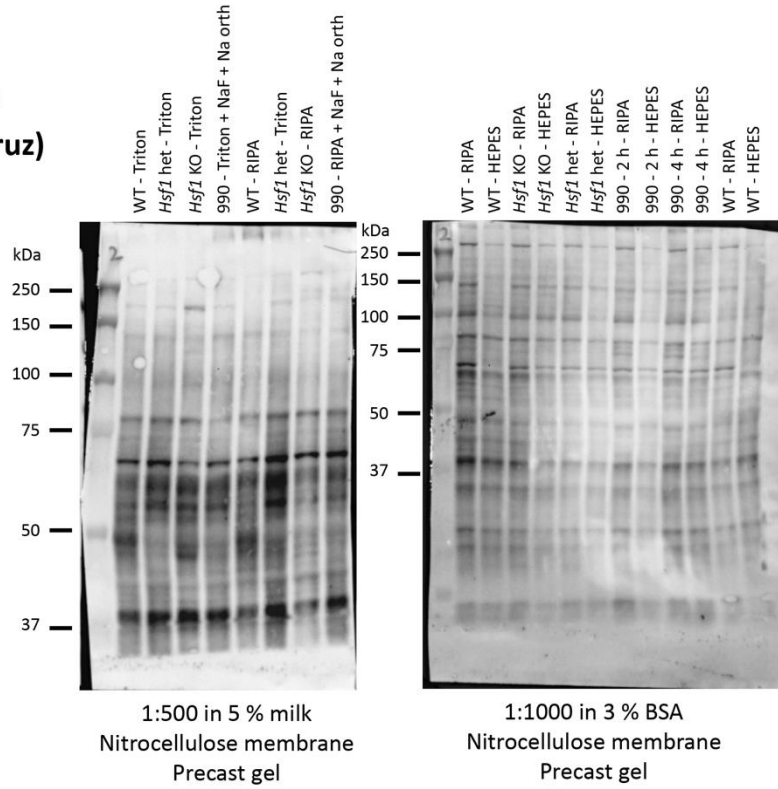 ruz)
WT - Triton
Hsf1 het - Triton
Hsf1 KO - Triton
990 - Triton + NaF + Na orth
WT - RIPA
Hsf1 het - Triton
Hsf1 KO - RIPA
990 - RIPA + NaF + Na orth
kDa
250
150
100
75
50
37
2
1:500 in 5 % milk
Nitrocellulose membrane
Precast gel
WT - RIPA
WT - HEPES
Hsf1 KO - RIPA
Hsf1 KO - HEPES
Hsf1 het - RIPA
Hsf1 het - HEPES
990 - 2 h - RIPA
990 - 2 h - HEPES
990 - 4 h - RIPA
990 - 4 h - HEPES
WT - RIPA
WT - HEPES
kDa
250
150
100
75
50
37
2
1:1000 in 3 % BSA
Nitrocellulose membrane
Precast gel